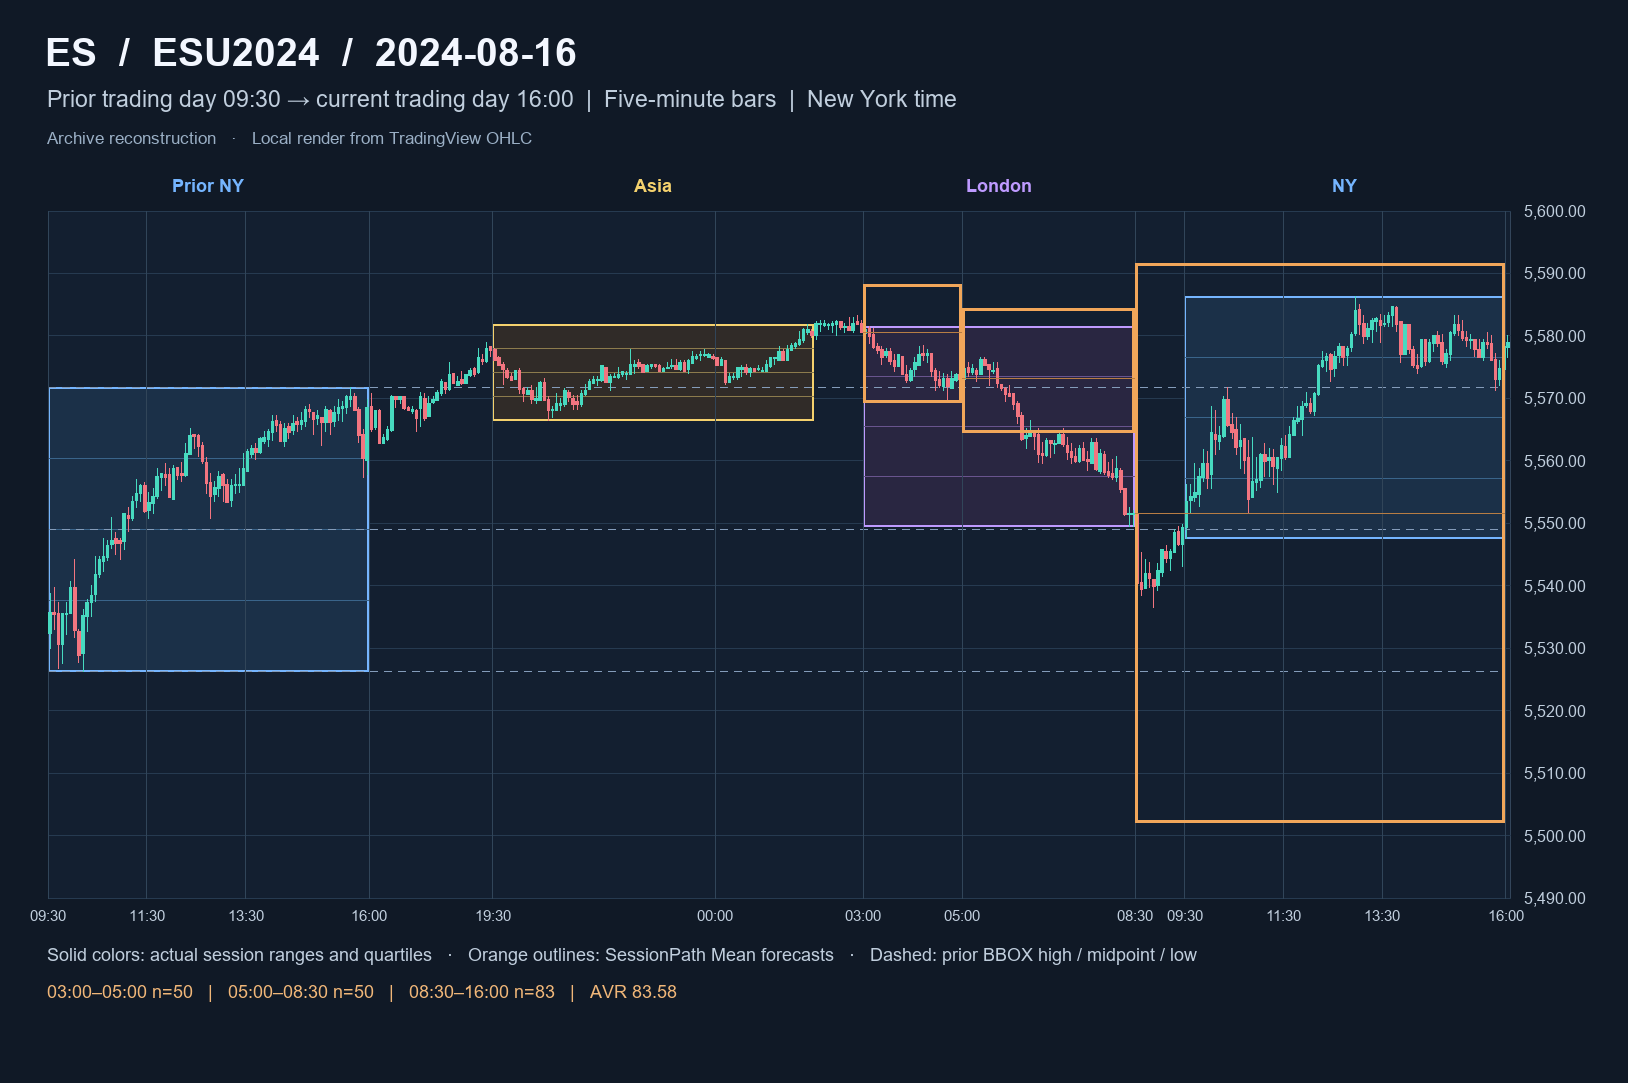 ES / ESU2024 / 2024-08-16
Prior trading day 09:30 → current trading day 16:00 | Five-minute bars | New York time
Archive reconstruction · Local render from TradingView OHLC
Prior NY Asia London NY
5,600.00
5,590.00
5,580.00
5,570.00
5,560.00
5,550.00
5,540.00
5,530.00
5,520.00
5,510.00
5,500.00
5,490.00
09:30 11:30 13:30 16:00 19:30 00:00 03:00 05:00 08:30 09:30 11:30 13:30 16:00
Solid colors: actual session ranges and quartiles · Orange outlines: SessionPath Mean forecasts · Dashed: prior BBOX high / midpoint / low
03:00–05:00 n=50 | 05:00–08:30 n=50 | 08:30–16:00 n=83 | AVR 83.58